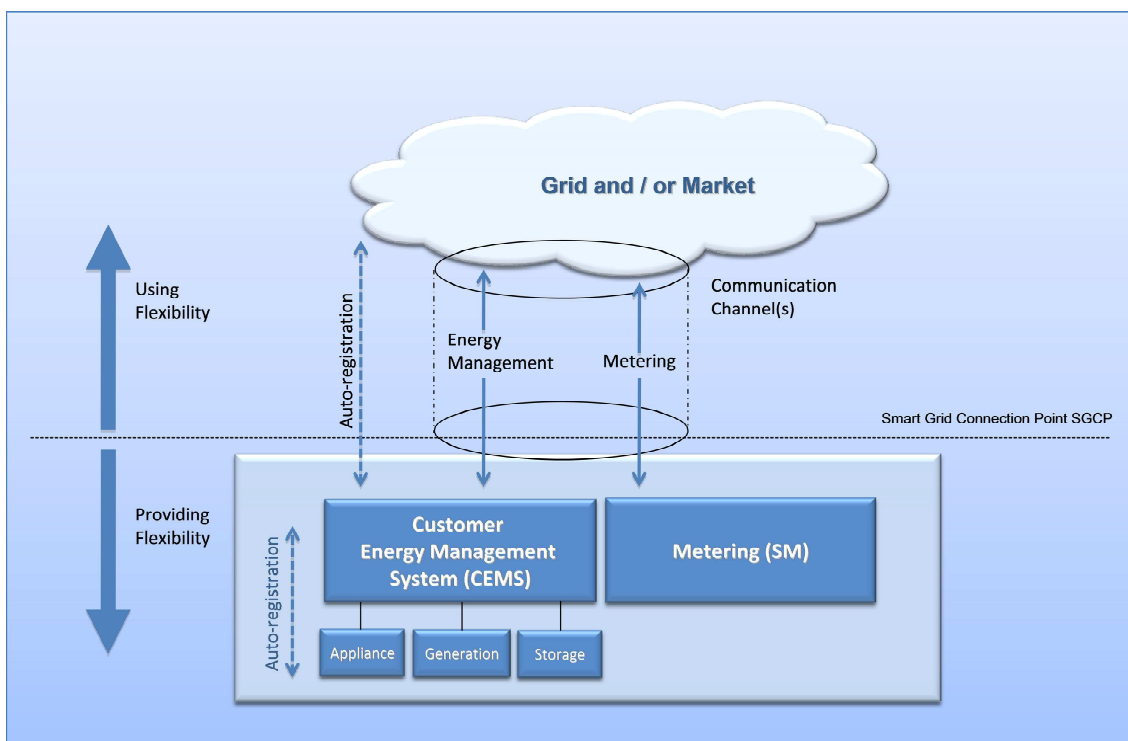 Grid and / or Market
Using
Flexibility
Auto-registration
Energy
Management
Metering
Communication
Channel(s)
Smart Grid Connection Point SGCP
Providing
Flexibility
Auto-registration
Customer
Energy Management
System (CEMS)
Metering (SM)
Appliance
Generation
Storage